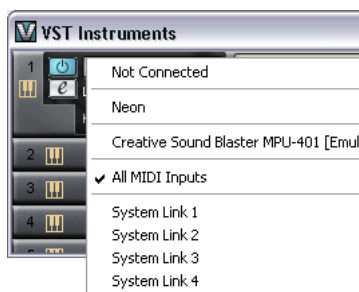 VST Instruments
1
e
Not Connected
Neon
Creative Sound Blaster MPU-401 [Emul
All MIDI Inputs
2
3
4
System Link 1
System Link 2
System Link 3
System Link 4